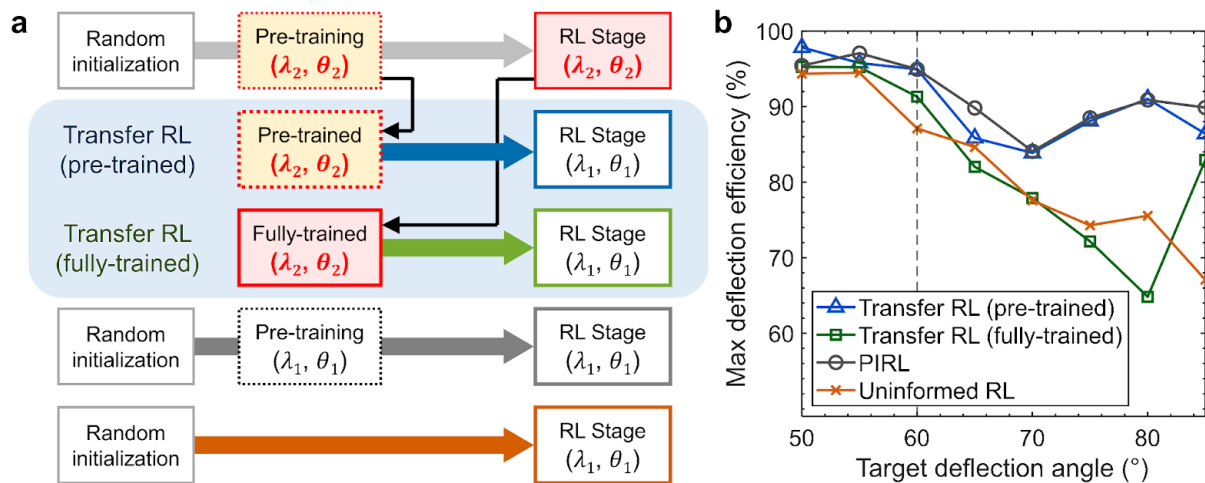 a
Random
initialization
Pre-training
(λ₂, θ₂)
RL Stage
(λ₂, θ₂)
Transfer RL
(pre-trained)
Pre-trained
(λ₂, θ₂)
RL Stage
(λ₁, θ₁)
Transfer RL
(fully-trained)
Fully-trained
(λ₂, θ₂)
RL Stage
(λ₁, θ₁)
Random
initialization
Pre-training
(λ₁, θ₁)
RL Stage
(λ₁, θ₁)
Random
initialization
RL Stage
(λ₁, θ₁)
b
Max deflection efficiency (%)
100
90
80
70
60
Transfer RL (pre-trained)
Transfer RL (fully-trained)
PIRL
Uninformed RL
50
60
70
80
Target deflection angle (°)